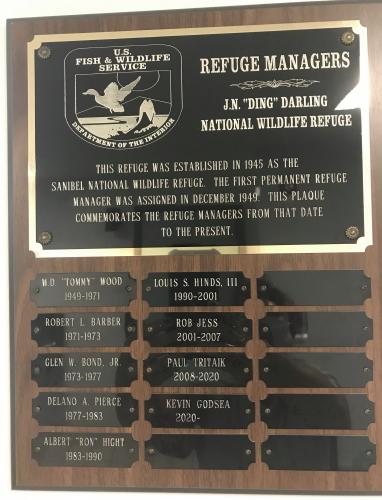 U.S.
FISH & WILDLIFE
SERVICE
DEPARTMENT OF THE INTERIOR
REFUGE MANAGERS
J.N. "DING" DARLING
NATIONAL WILDLIFE REFUGE
THIS REFUGE WAS ESTABLISHED IN 1945 AS THE
SANIBEL NATIONAL WILDLIFE REFUGE. THE FIRST PERMANENT REFUGE
MANAGER WAS ASSIGNED IN DECEMBER 1949. THIS PLAQUE
COMMEMORATES THE REFUGE MANAGERS FROM THAT DATE
TO THE PRESENT.
W.D. "TOMMY" WOOD
1949-1971
ROBERT L. BARBER
1971-1973
GLEN W. BOND, JR.
1973-1977
DELANO A. PIERCE
1977-1983
ALBERT "RON" HIGHT
1983-1990
LOUIS S. HINDS, III
1990-2001
ROB JESS
2001-2007
PAUL TRITAIK
2008-2020
KEVIN GODSEA
2020-